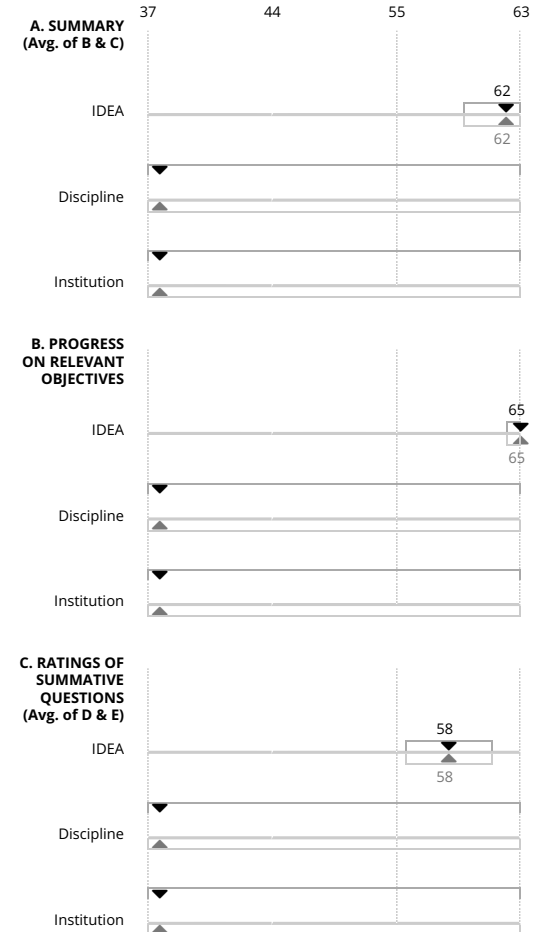 37 44 55 63
A. SUMMARY
(Avg. of B & C)
62
IDEA
62
Discipline
Institution
B. PROGRESS
ON RELEVANT
OBJECTIVES
65
IDEA
65
Discipline
Institution
C. RATINGS OF
SUMMATIVE
QUESTIONS
(Avg. of D & E)
58
IDEA
58
Discipline
Institution